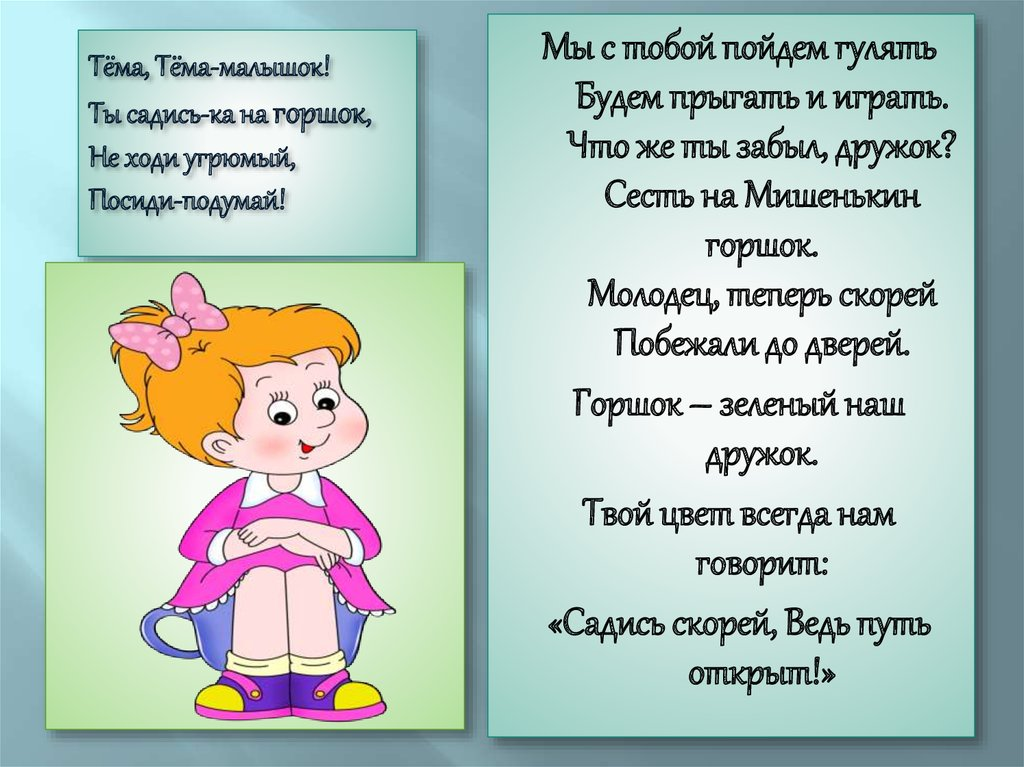 Тёма, Тёма-малышок!
Ты садись-ка на горшок,
Не ходи угрюмый,
Посиди-подумай!
Мы с тобой пойдем гулять
Будем прыгать и играть.
Что же ты забыл, дружок?
Сесть на Мишенькин
горшок.
Молодец, теперь скорей
Побежали до дверей.
Горшок – зеленый наш
дружок.
Твой цвет всегда нам
говорит:
«Садись скорей, Ведь путь
открыт!»